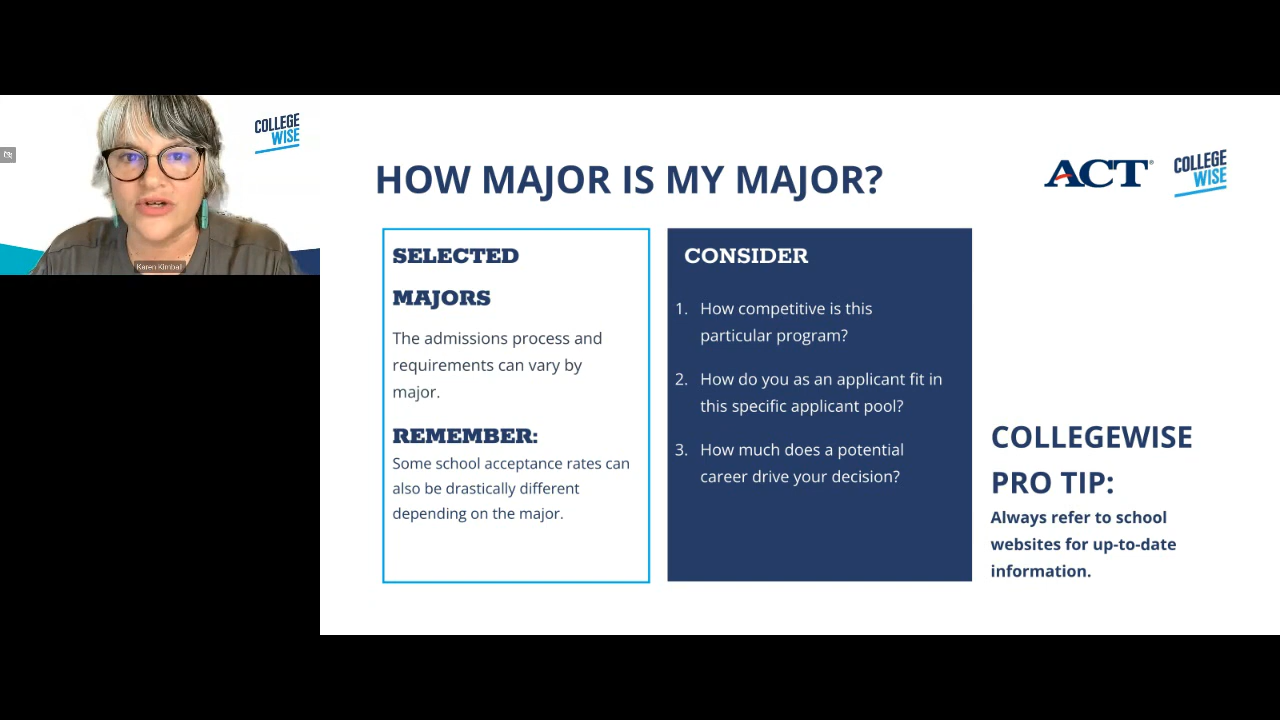 COLLEGE
WISE
Karen Kimball
HOW MAJOR IS MY MAJOR?
ACT®
COLLEGE
WISE
SELECTED
MAJORS
The admissions process and
requirements can vary by
major.
REMEMBER:
Some school acceptance rates can
also be drastically different
depending on the major.
CONSIDER
1. How competitive is this
particular program?
2. How do you as an applicant fit in
this specific applicant pool?
3. How much does a potential
career drive your decision?
COLLEGEWISE
PRO TIP:
Always refer to school
websites for up-to-date
information.